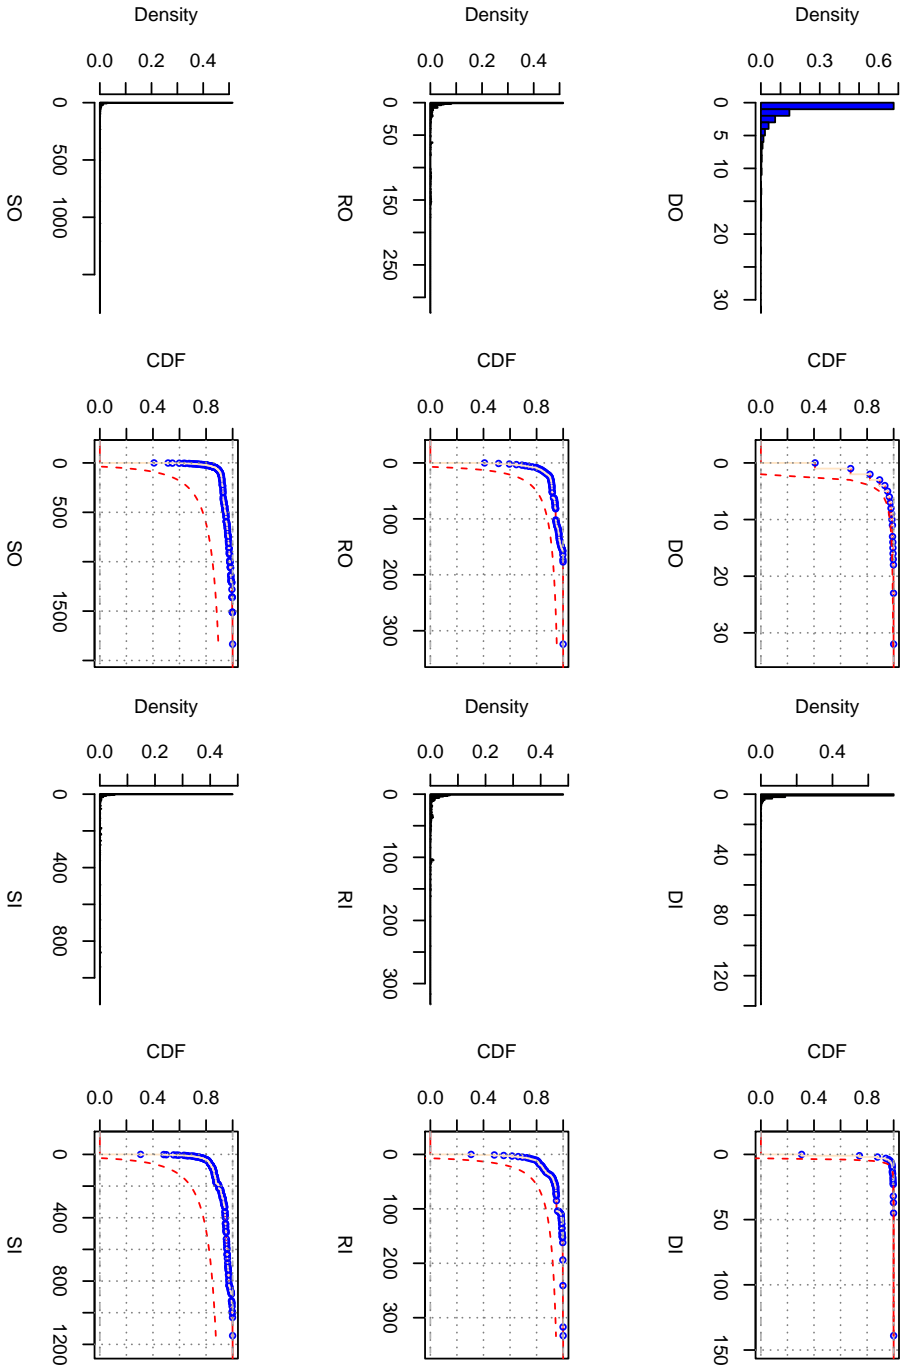 Density
0.0 0.2 0.4
0 500 1000
SO
Density
0.0 0.2 0.4
0 50 150 250
RO
Density
0.0 0.3 0.6
0 5 10 20 30
DO
CDF
0.0 0.4 0.8
0 500 1500
SO
CDF
0.0 0.4 0.8
0 100 200 300
RO
CDF
0.0 0.4 0.8
0 10 20 30
DO
Density
0.0 0.2 0.4
0 400 800
SI
Density
0.0 0.2 0.4
0 100 200 300
RI
Density
0.0 0.4
0 40 80 120
DI
CDF
0.0 0.4 0.8
0 400 800 1200
SI
CDF
0.0 0.4 0.8
0 100 200 300
RI
CDF
0.0 0.4 0.8
0 50 100 150
DI